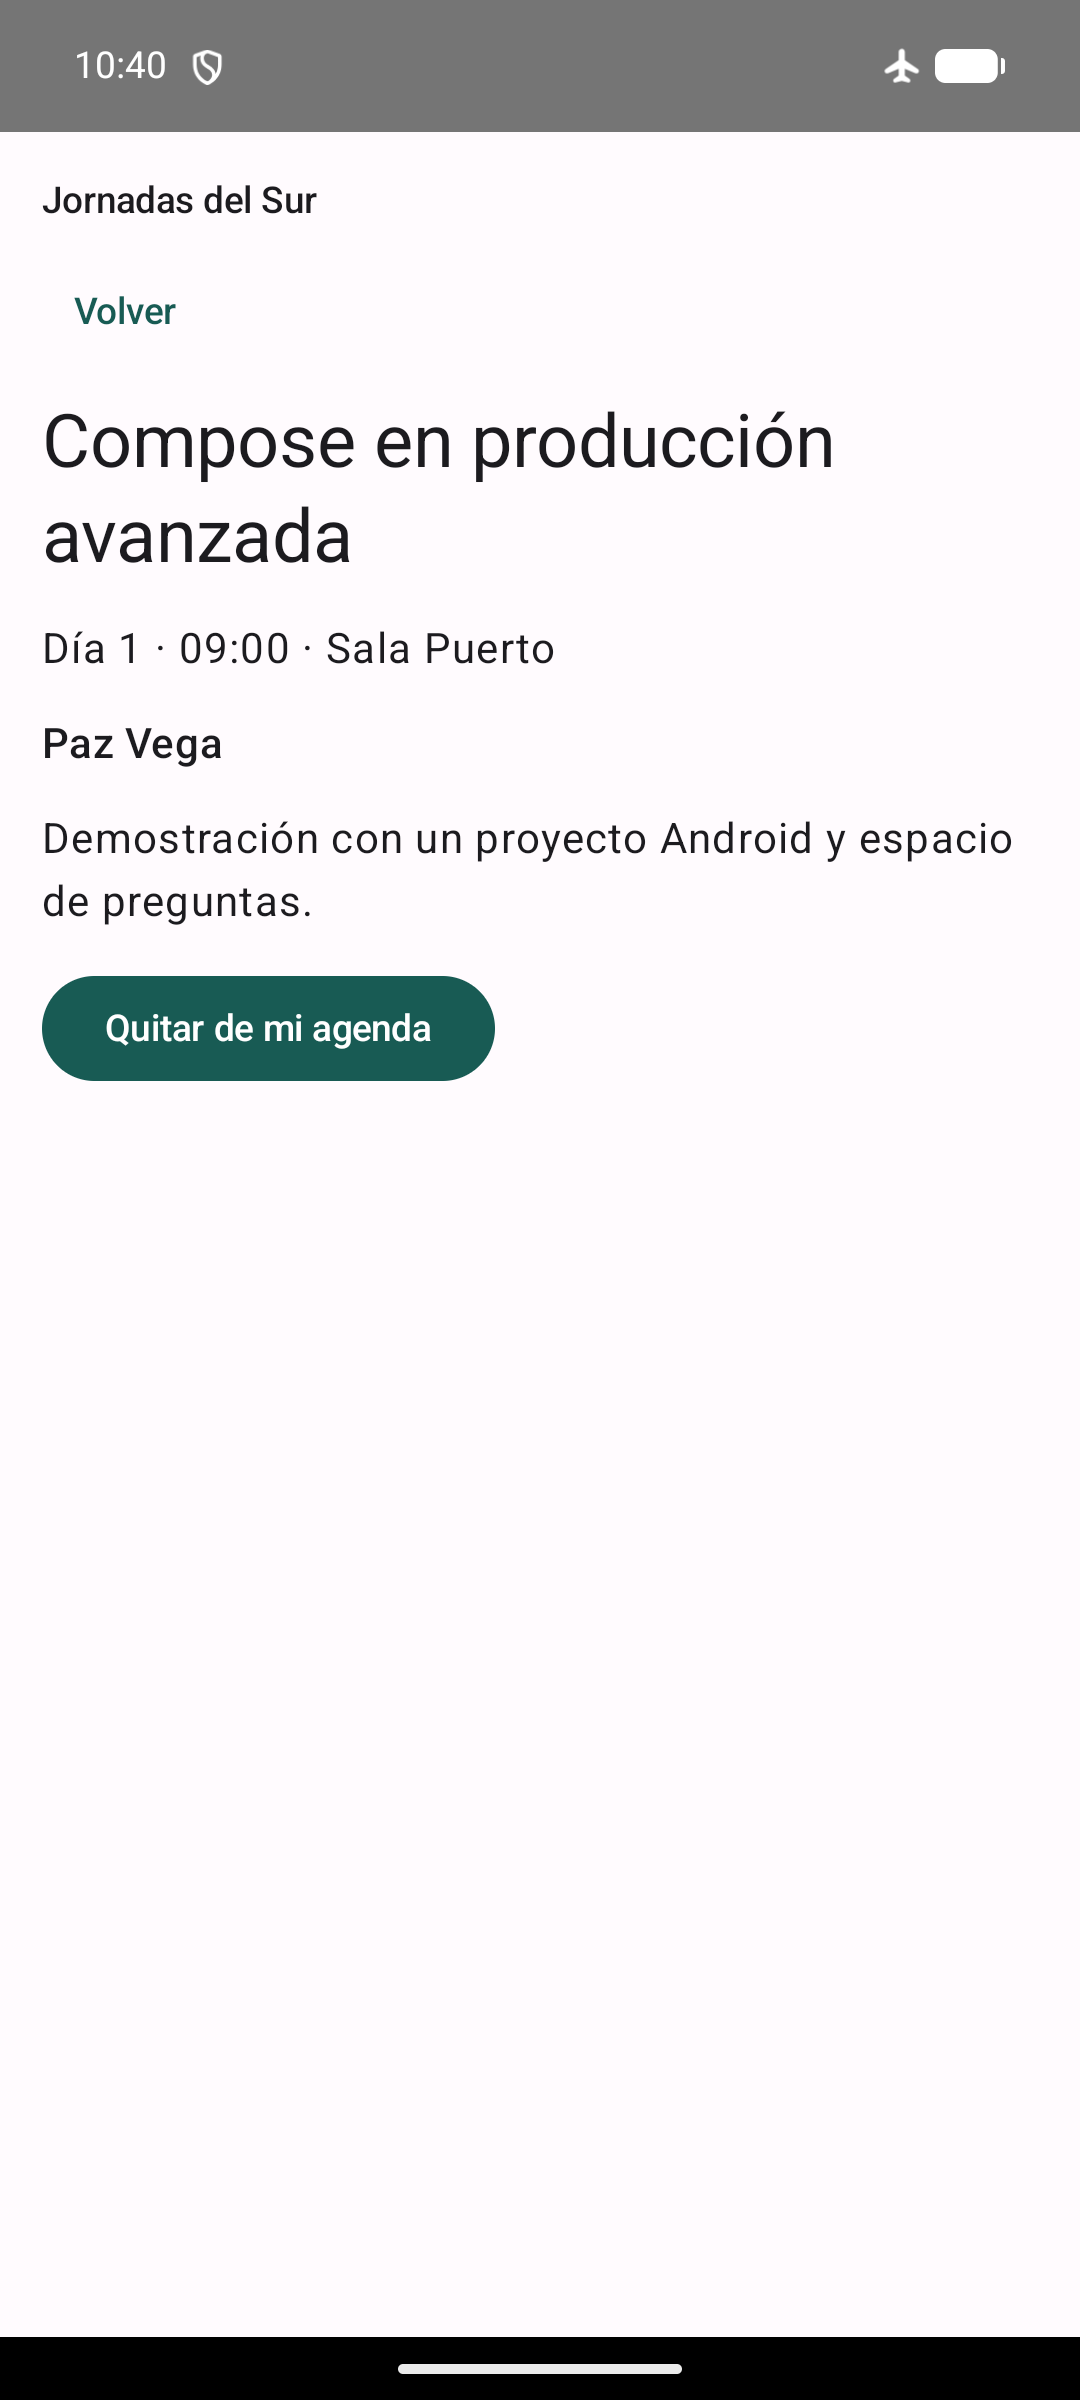 10:40
Jornadas del Sur
Volver
Compose en producción
avanzada
Día 1 · 09:00 · Sala Puerto
Paz Vega
Demostración con un proyecto Android y espacio
de preguntas.
Quitar de mi agenda